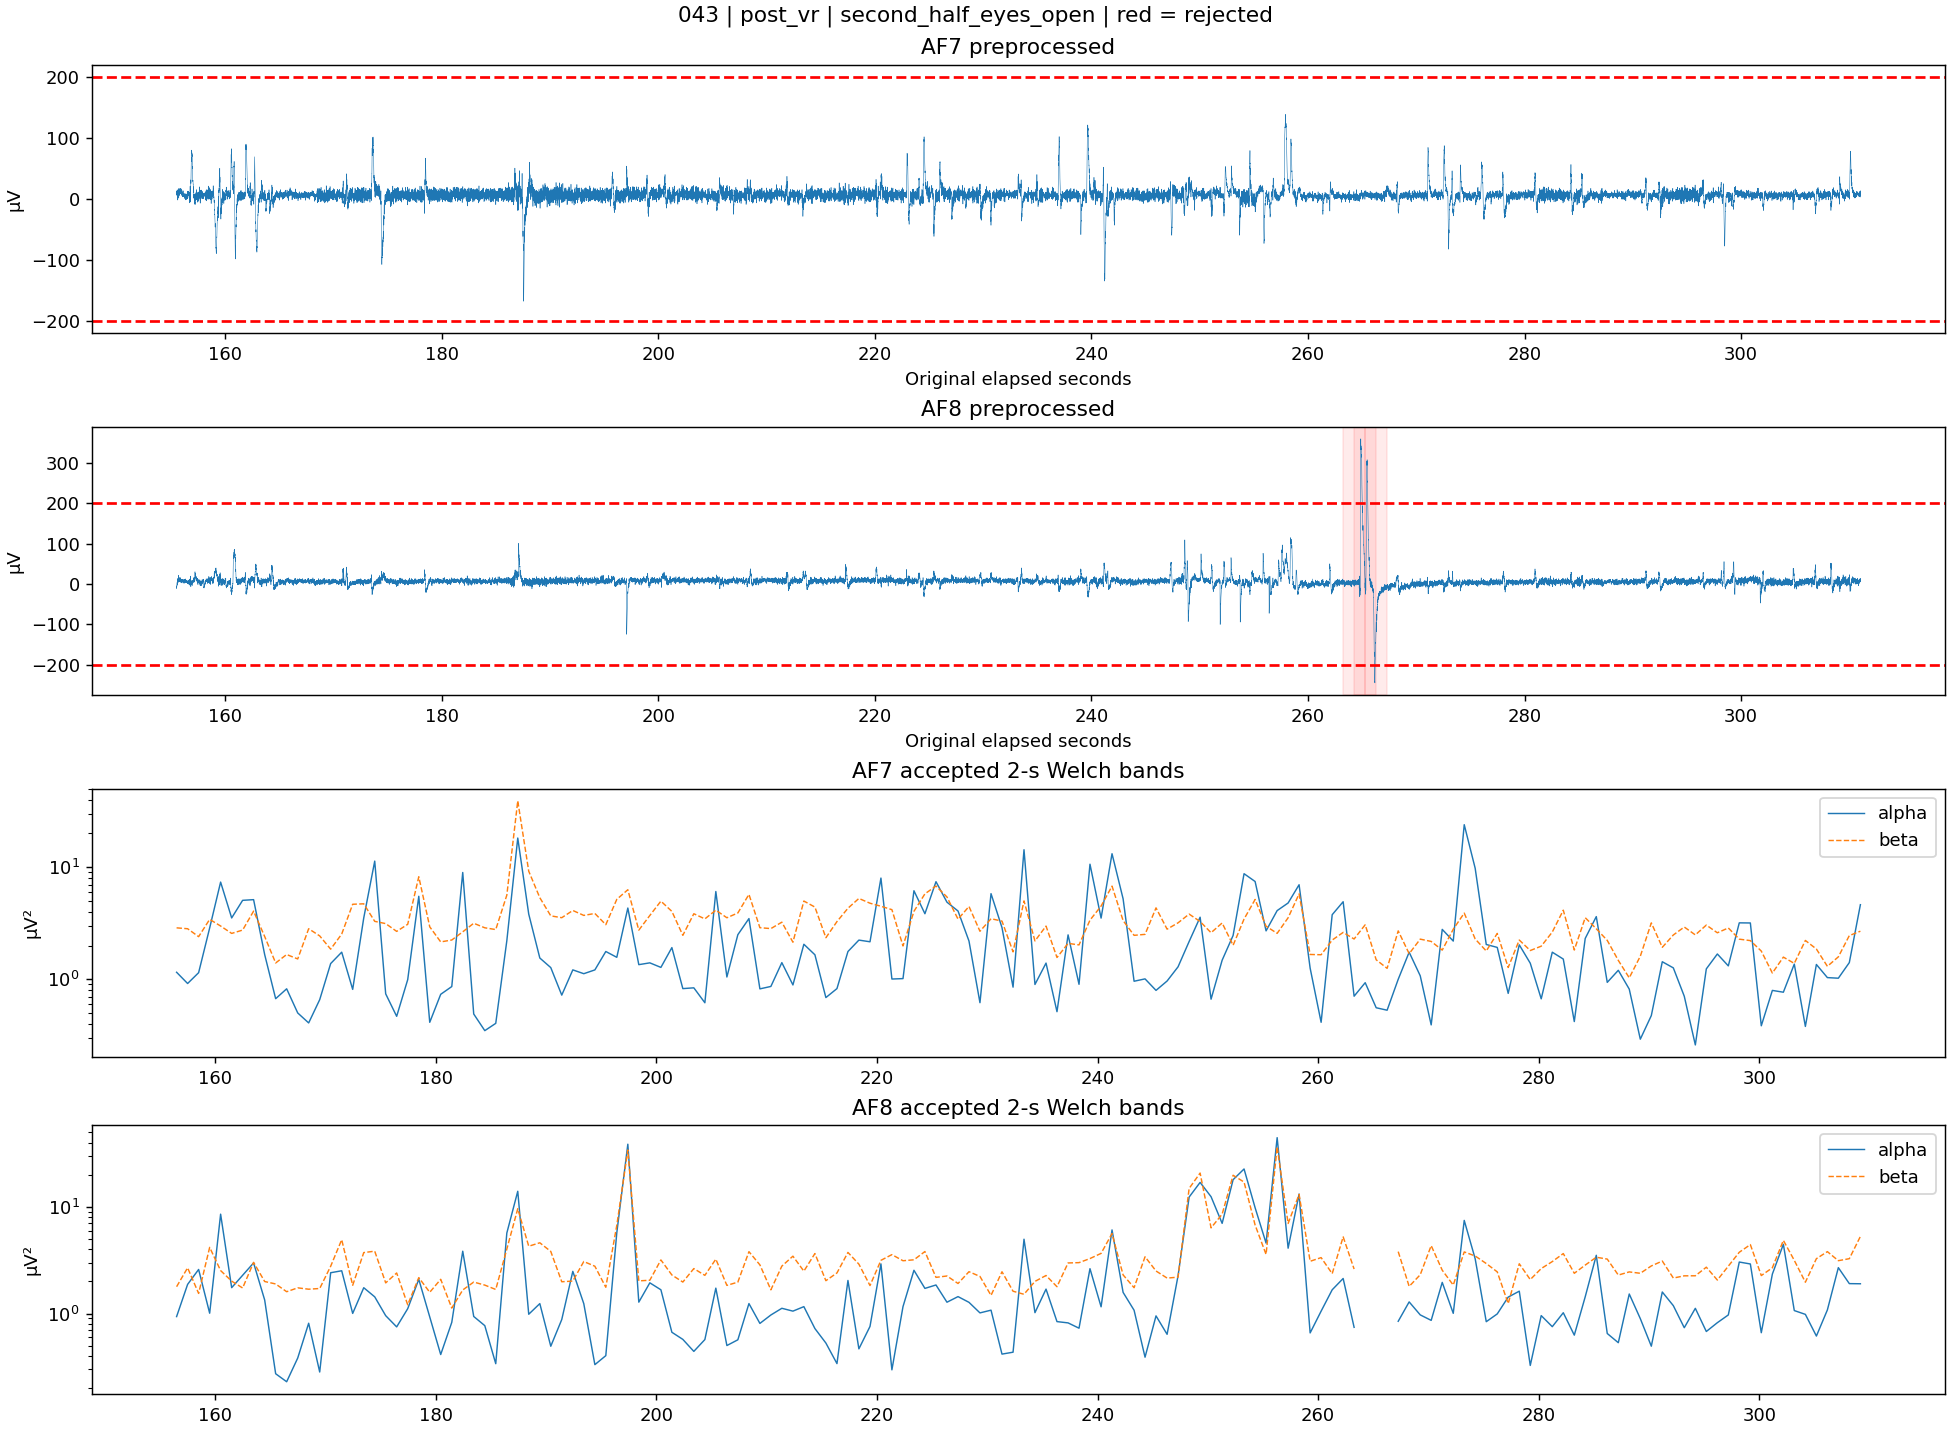 043 | post_vr | second_half_eyes_open | red = rejected
AF7 preprocessed
200
100
0
−100
−200
µV
160 180 200 220 240 260 280 300
Original elapsed seconds
AF8 preprocessed
300
200
100
0
−100
−200
µV
160 180 200 220 240 260 280 300
Original elapsed seconds
AF7 accepted 2-s Welch bands
alpha
beta
10¹
10⁰
µV²
160 180 200 220 240 260 280 300
AF8 accepted 2-s Welch bands
alpha
beta
10¹
10⁰
µV²
160 180 200 220 240 260 280 300